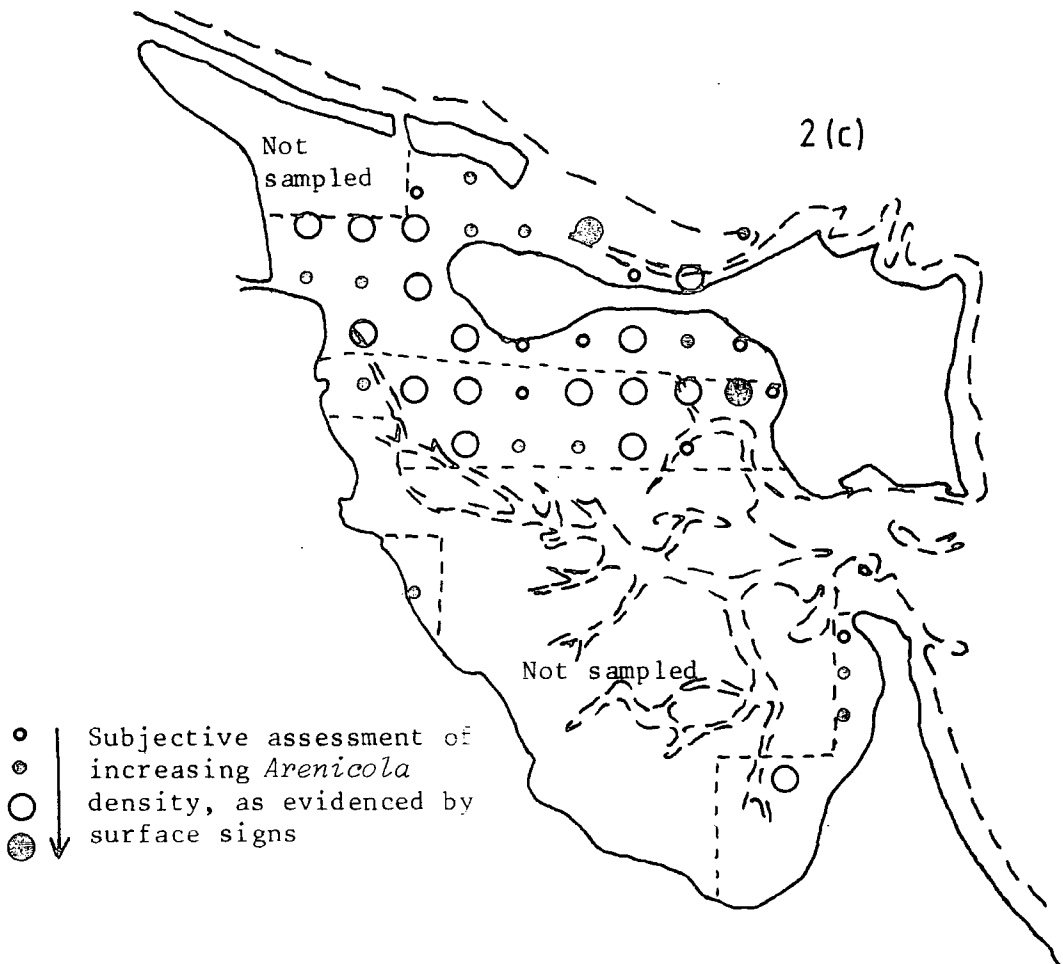 2(c)
Not
sampled
Not sampled
Subjective assessment of
increasing Arenicola
density, as evidenced by
surface signs